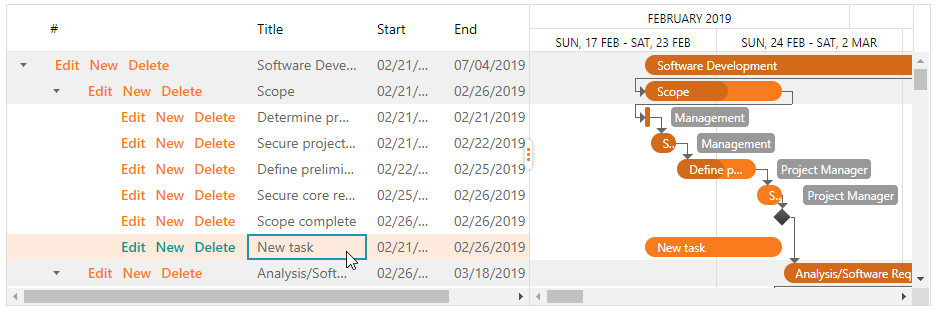 FEBRUARY 2019
# Title Start End SUN, 17 FEB - SAT, 23 FEB SUN, 24 FEB - SAT, 2 MAR
Edit New Delete Software Deve... 02/21/... 07/04/2019 Software Development
Edit New Delete Scope 02/21/... 02/26/2019 Scope
Edit New Delete Determine pr... 02/21/... 02/21/2019 Management
Edit New Delete Secure project... 02/21/... 02/22/2019 S... Management
Edit New Delete Define prelimi... 02/22/... 02/25/2019 Define p... Project Manager
Edit New Delete Secure core re... 02/25/... 02/26/2019 S... Project Manager
Edit New Delete Scope complete 02/26/... 02/26/2019
Edit New Delete New task 02/21/... 02/26/2019 New task
Edit New Delete Analysis/Soft... 02/26/... 03/18/2019 Analysis/Software Req